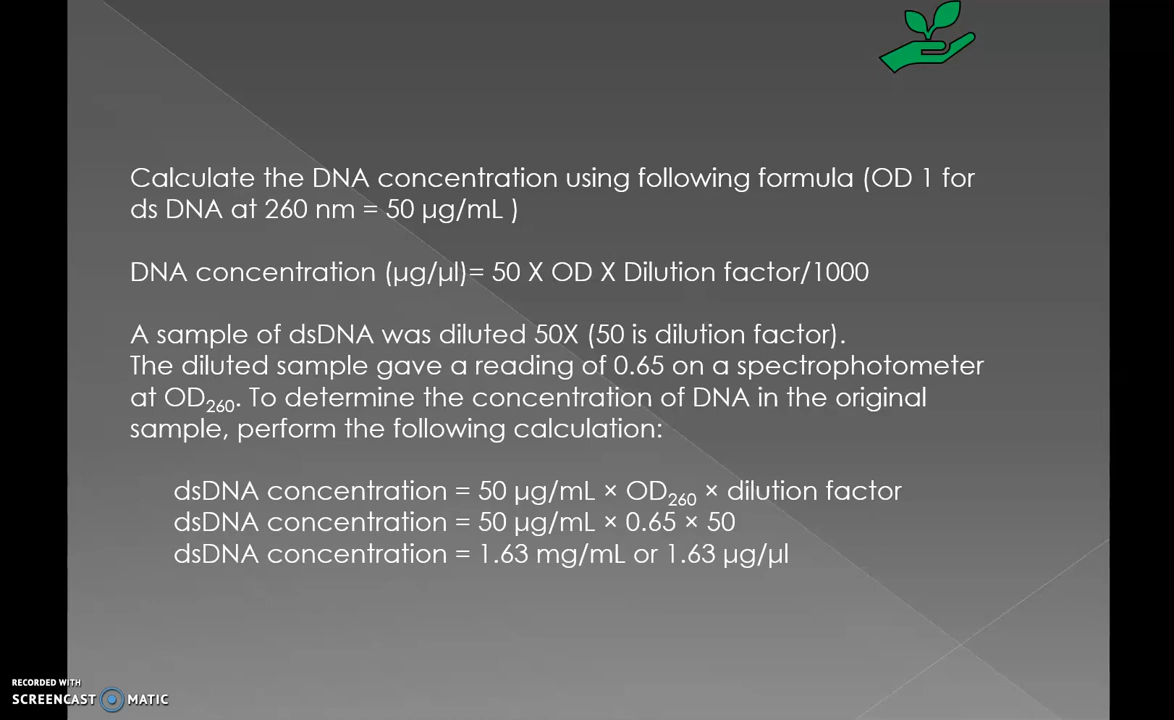 Calculate the DNA concentration using following formula (OD 1 for
ds DNA at 260 nm = 50 µg/mL )
DNA concentration (µg/µl)= 50 X OD X Dilution factor/1000
A sample of dsDNA was diluted 50X (50 is dilution factor).
The diluted sample gave a reading of 0.65 on a spectrophotometer
at OD260. To determine the concentration of DNA in the original
sample, perform the following calculation:
dsDNA concentration = 50 µg/mL × OD260 × dilution factor
dsDNA concentration = 50 µg/mL × 0.65 × 50
dsDNA concentration = 1.63 mg/mL or 1.63 µg/µl
RECORDED WITH
SCREENCAST MATIC